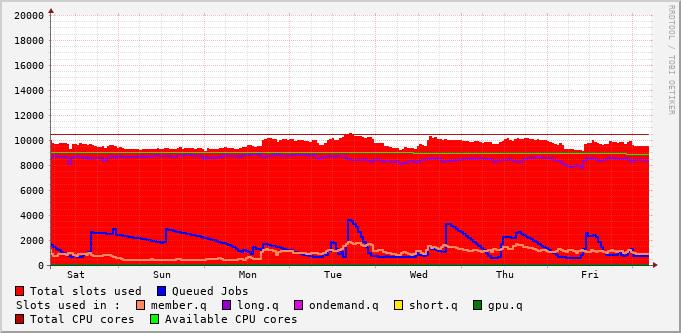 RRDTOOL / TOBI OETIKER
20000
18000
16000
14000
12000
10000
8000
6000
4000
2000
0
Sat Sun Mon Tue Wed Thu Fri
Total slots used Queued Jobs
Slots used in : member.q long.q ondemand.q short.q gpu.q
Total CPU cores Available CPU cores